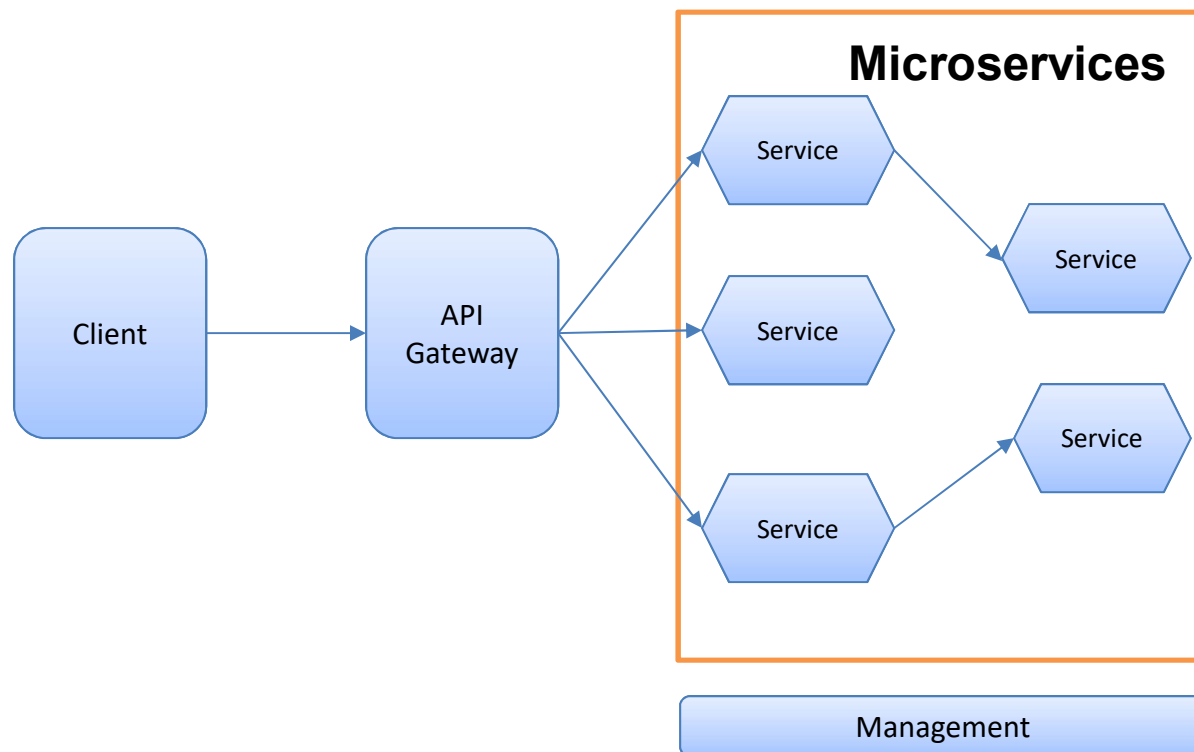 Microservices
Service
Service
Client
API
Gateway
Service
Service
Service
Management